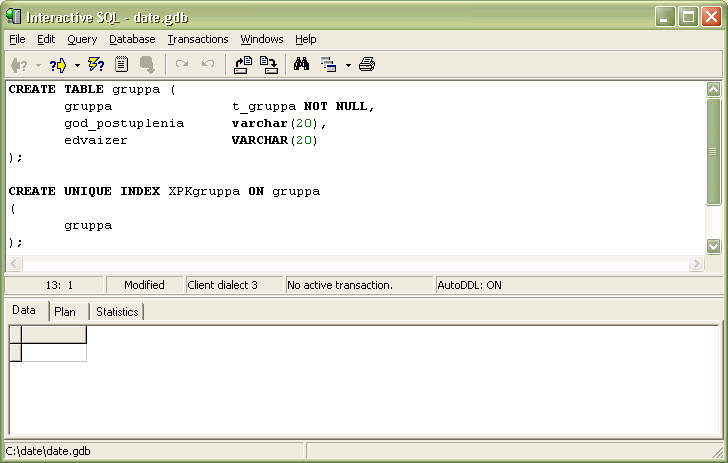 Interactive SQL - date.gdb
File Edit Query Database Transactions Windows Help
CREATE TABLE gruppa (
gruppa t_gruppa NOT NULL,
god_postuplenia varchar(20),
edvaizer VARCHAR(20)
);
CREATE UNIQUE INDEX XPKgruppa ON gruppa
(
gruppa
);
13: 1 Modified Client dialect 3 No active transaction. AutoDDL: ON
Data Plan Statistics
C:\date\date.gdb